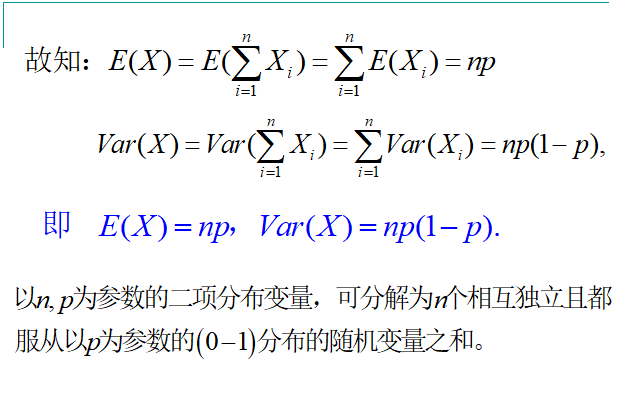 故知：E(X) = E(∑_{i=1}^{n} X_i) = ∑_{i=1}^{n} E(X_i) = np
Var(X) = Var(∑_{i=1}^{n} X_i) = ∑_{i=1}^{n} Var(X_i) = np(1−p),
即 E(X) = np，Var(X) = np(1−p).
以n, p为参数的二项分布变量，可分解为n个相互独立且都
服从以p为参数的(0−1)分布的随机变量之和。